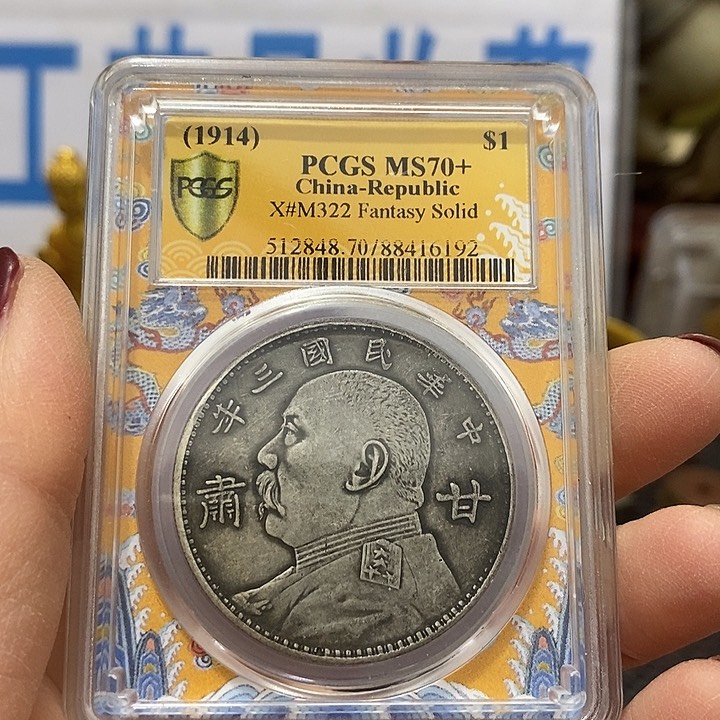 (1914) $1
PCGS MS70+
China-Republic
X#M322 Fantasy Solid
512848.70/88416192
PCGS
中華民國三年
甘肅